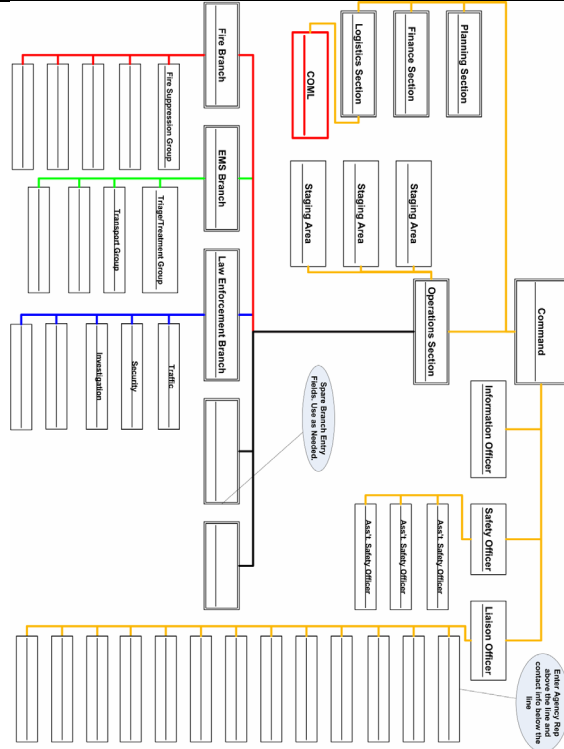 Command
Information Officer
Safety Officer
Liaison Officer
Ass't. Safety Officer
Ass't. Safety Officer
Ass't. Safety Officer
Enter Agency Rep
above the line and
contact info below the
line
Planning Section
Finance Section
Logistics Section
COML
Operations Section
Staging Area
Staging Area
Staging Area
Fire Branch
EMS Branch
Law Enforcement Branch
Spare Branch Entry
Fields. Use as Needed.
Fire Suppression Group
Triage/Treatment Group
Transport Group
Traffic
Security
Investigation